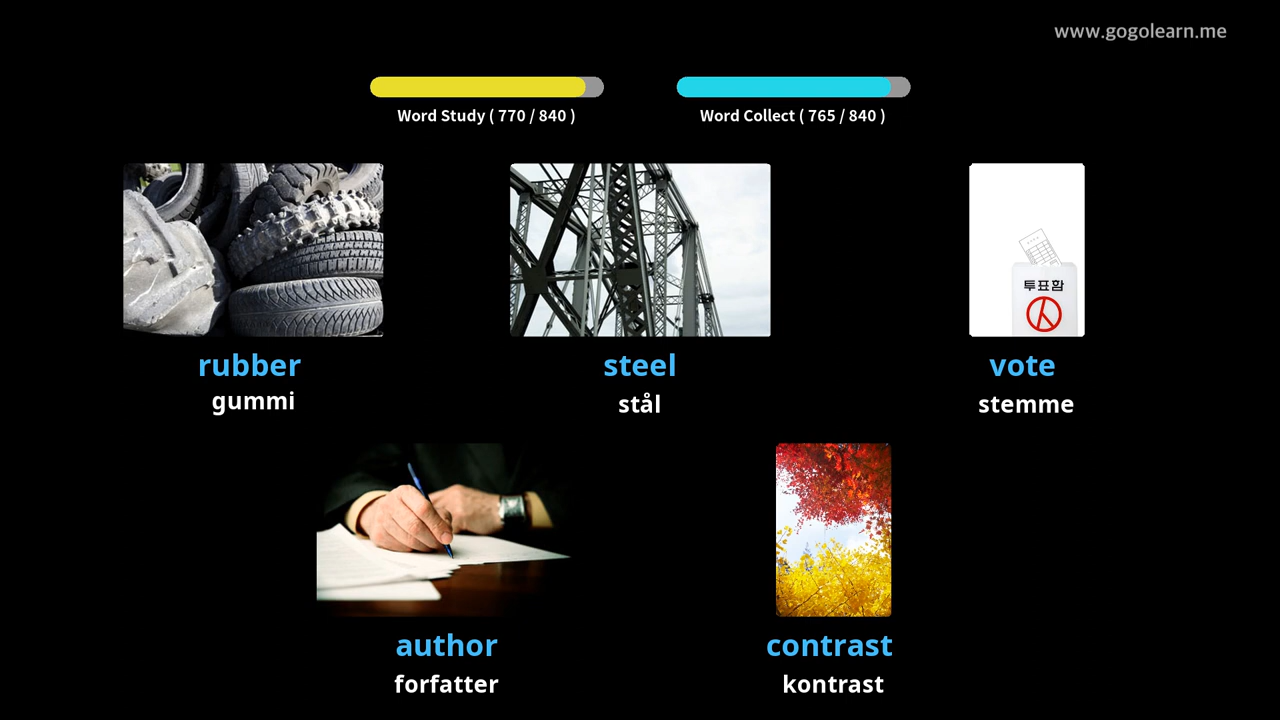 www.gogolearn.me
Word Study ( 770 / 840 )
Word Collect ( 765 / 840 )
투표함
rubber
steel
vote
gummi
stål
stemme
author
contrast
forfatter
kontrast